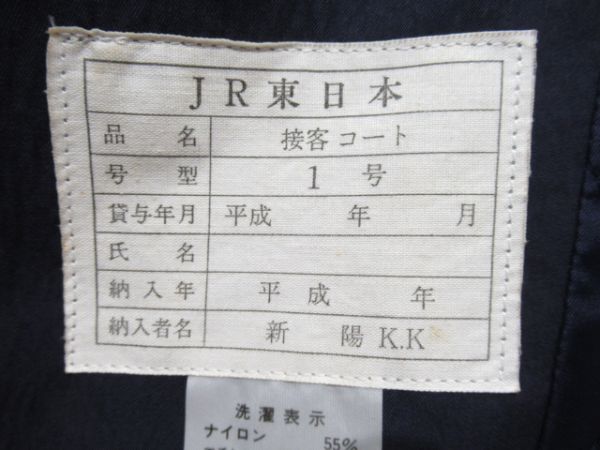 JR東日本
品名 接客コート
号型 1号
貸与年月 平成 年 月
氏名
納入年 平成 年
納入者名 新陽K.K
洗濯表示
ナイロン 55%